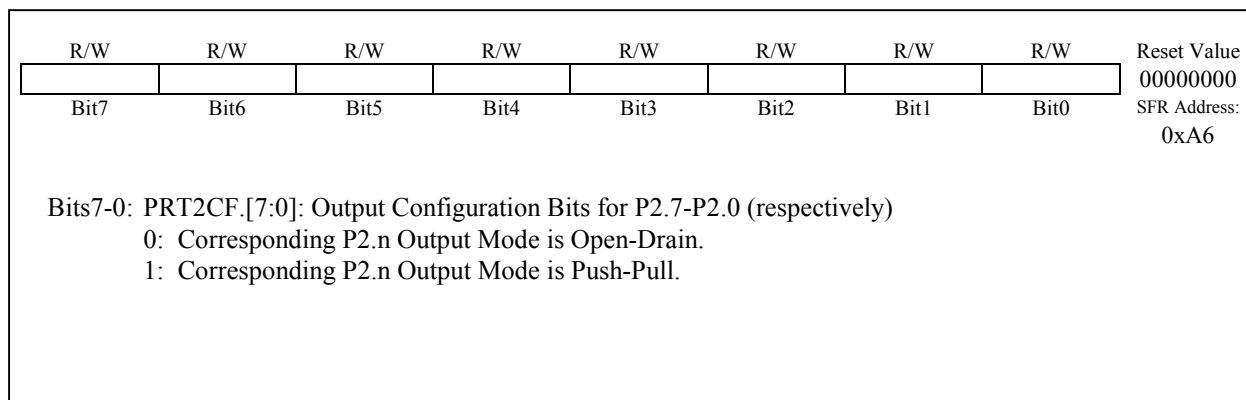 R/W R/W R/W R/W R/W R/W R/W R/W Reset Value
00000000
Bit7 Bit6 Bit5 Bit4 Bit3 Bit2 Bit1 Bit0 SFR Address:
0xA6
Bits7-0: PRT2CF.[7:0]: Output Configuration Bits for P2.7-P2.0 (respectively)
0: Corresponding P2.n Output Mode is Open-Drain.
1: Corresponding P2.n Output Mode is Push-Pull.